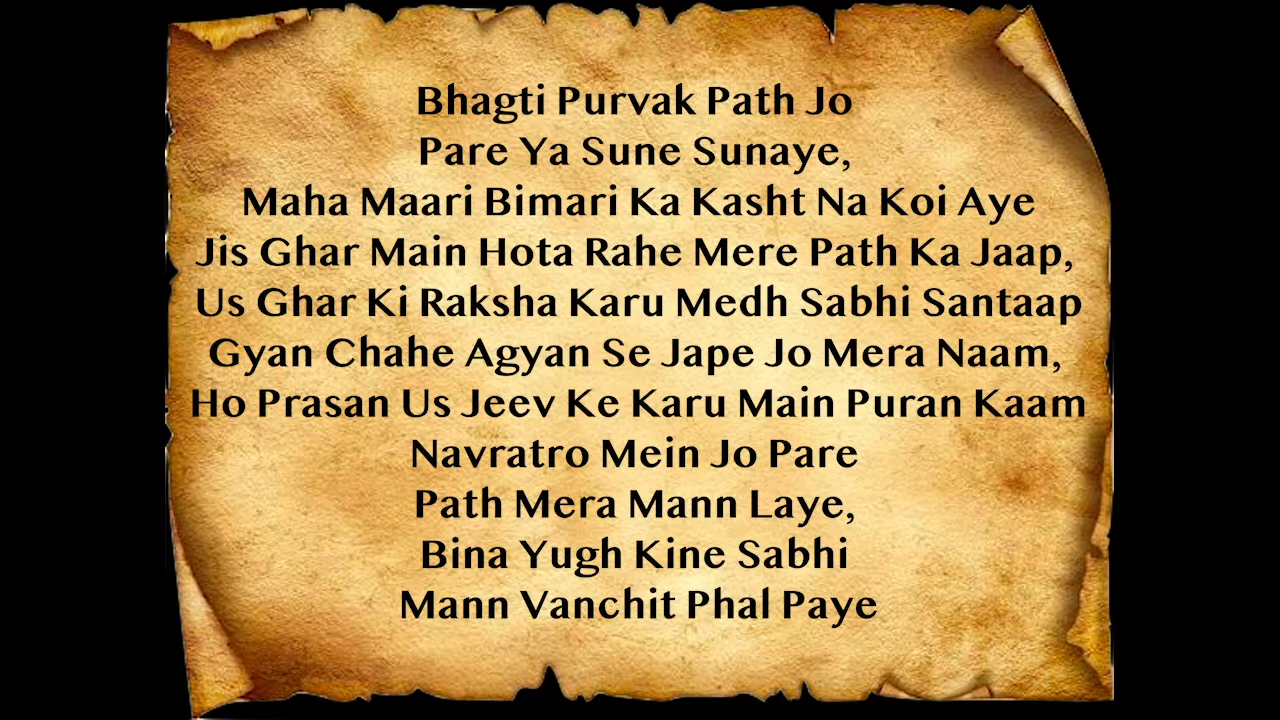 Bhagti Purvak Path Jo
Pare Ya Sune Sunaye,
Maha Maari Bimari Ka Kasht Na Koi Aye
Jis Ghar Main Hota Rahe Mere Path Ka Jaap,
Us Ghar Ki Raksha Karu Medh Sabhi Santaap
Gyan Chahe Agyan Se Jape Jo Mera Naam,
Ho Prasan Us Jeev Ke Karu Main Puran Kaam
Navratro Mein Jo Pare
Path Mera Mann Laye,
Bina Yugh Kine Sabhi
Mann Vanchit Phal Paye